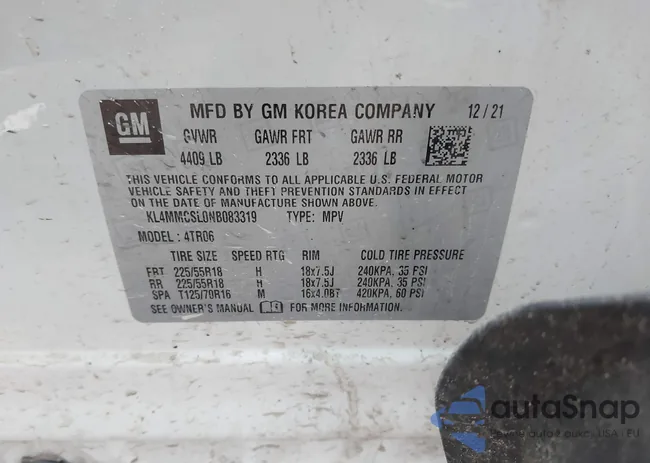 GM
MFD BY GM KOREA COMPANY 12/21
GVWR GAWR FRT GAWR RR
4409 LB 2336 LB 2336 LB
THIS VEHICLE CONFORMS TO ALL APPLICABLE U.S. FEDERAL MOTOR
VEHICLE SAFETY AND THEFT PREVENTION STANDARDS IN EFFECT
ON THE DATE OF MANUFACTURE SHOWN ABOVE.
KL4MMCSL0NB083319 TYPE: MPV
MODEL: 4TR06
TIRE SIZE SPEED RTG RIM COLD TIRE PRESSURE
FRT 225/55R18 H 18x7.5J 240KPA, 35 PSI
RR 225/55R18 H 18x7.5J 240KPA, 35 PSI
SPA T125/70R16 M 16x4.0BT 420KPA, 60 PSI
SEE OWNER'S MANUAL FOR MORE INFORMATION.
autoSnap
USA EU